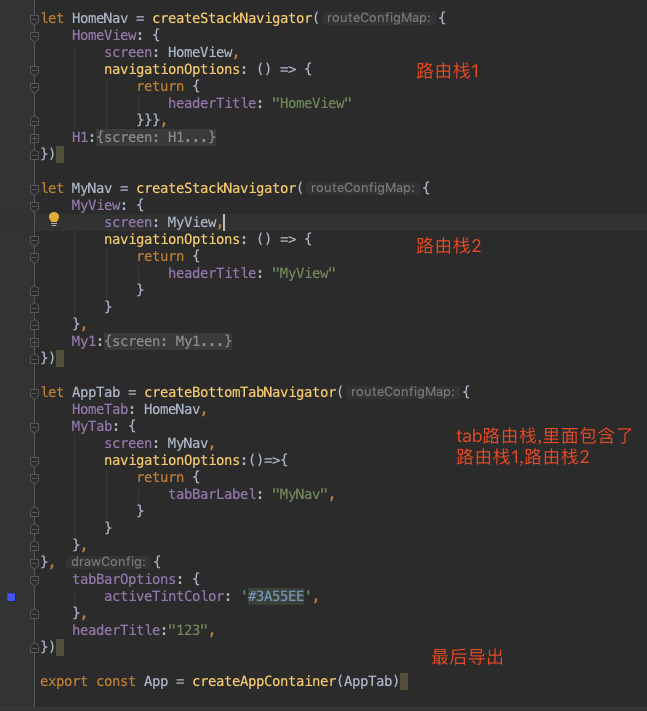 let HomeNav = createStackNavigator( routeConfigMap: {
    HomeView: {
        screen: HomeView,
        navigationOptions: () => {
路由栈1
            return {
                headerTitle: "HomeView"
            }}},
    H1:{screen: H1...}
})
let MyNav = createStackNavigator( routeConfigMap: {
    MyView: {
        screen: MyView,
        navigationOptions: () => {
路由栈2
            return {
                headerTitle: "MyView"
            }
        }
    },
    My1:{screen: My1...}
})
let AppTab = createBottomTabNavigator( routeConfigMap: {
    HomeTab: HomeNav,
    MyTab: {
        screen: MyNav,
        navigationOptions:()=>{
tab路由栈,里面包含了
路由栈1,路由栈2
            return {
                tabBarLabel: "MyNav",
            }
        }
    },
}, drawConfig: {
    tabBarOptions: {
        activeTintColor: '#3A55EE',
    },
    headerTitle:"123",
})
最后导出
export const App = createAppContainer(AppTab)